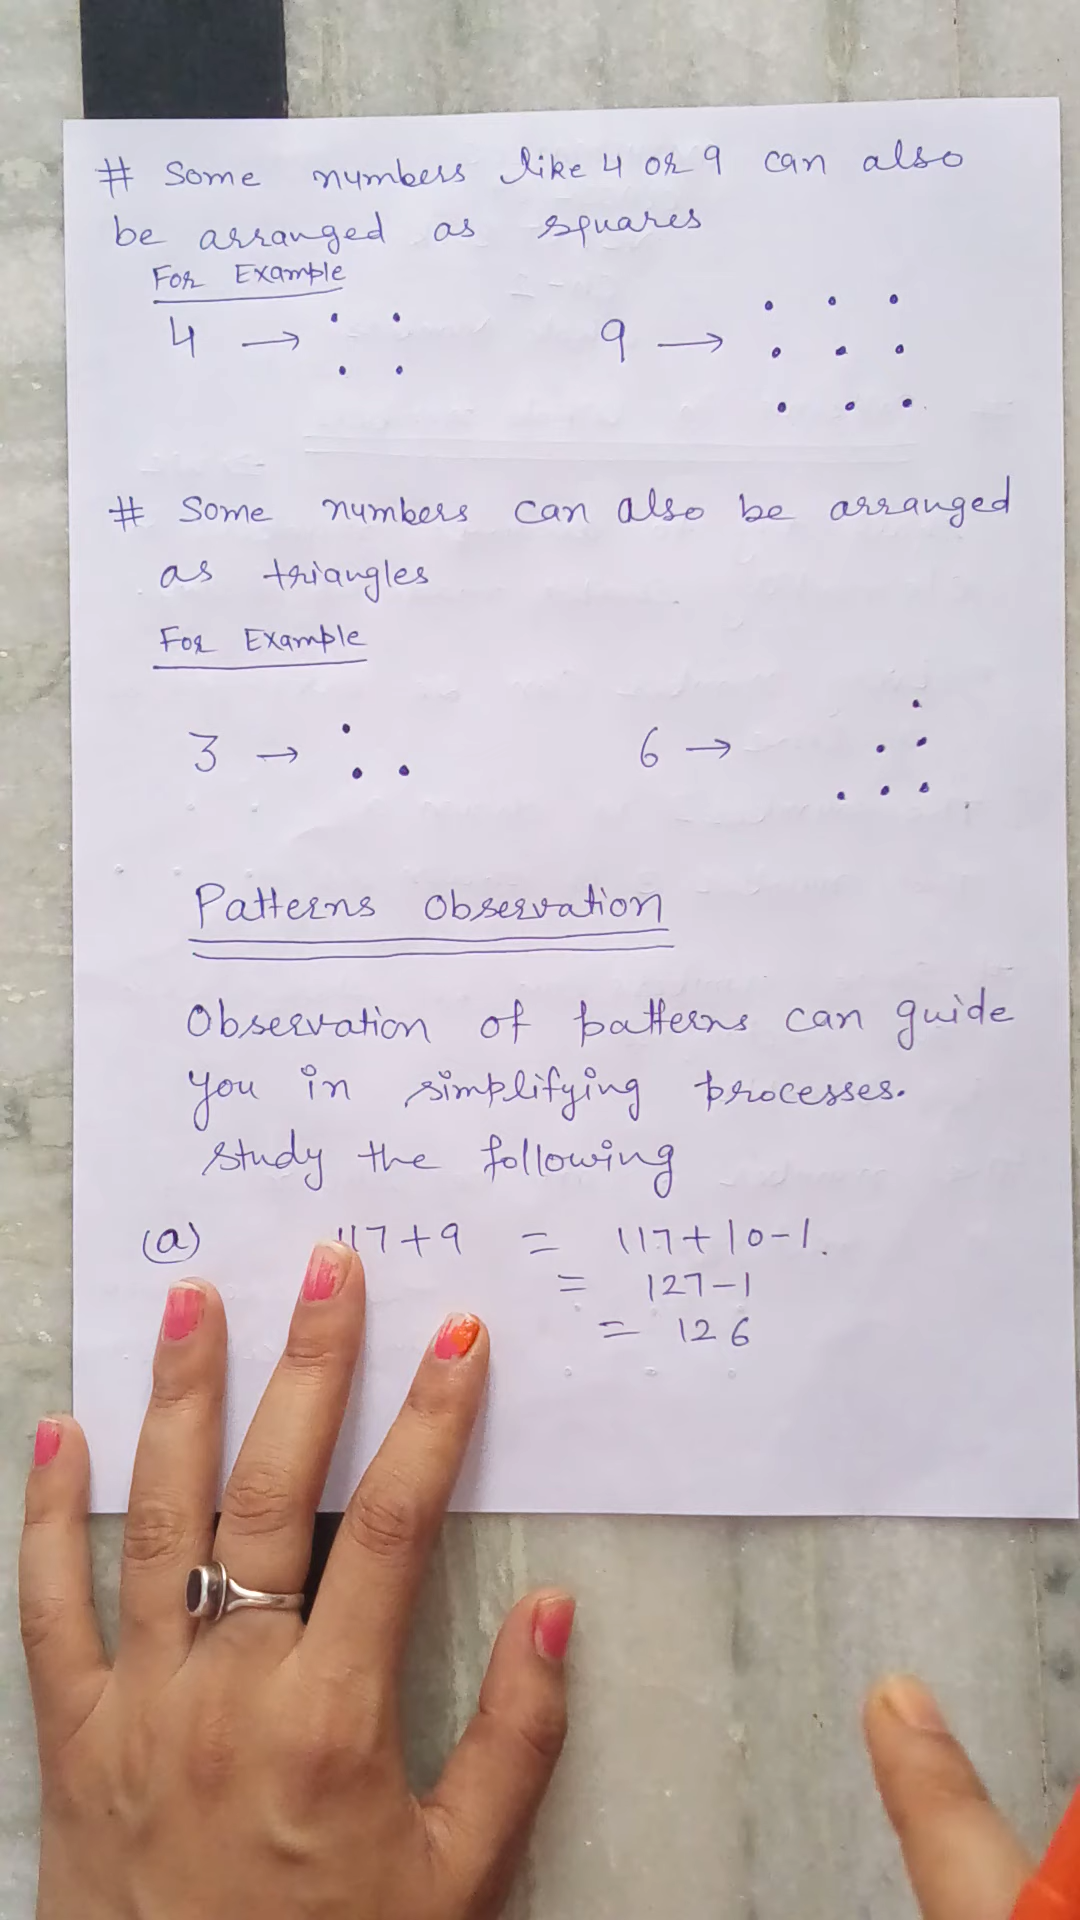 # Some numbers like 4 or 9 can also
be arranged as squares
For Example
4 → 9 →
# Some numbers can also be arranged
as triangles
For Example
3 → 6 →
Patterns Observation
Observation of patterns can guide
you in simplifying processes.
Study the following
(a) 117+9 = 117+10-1.
= 127-1
= 126